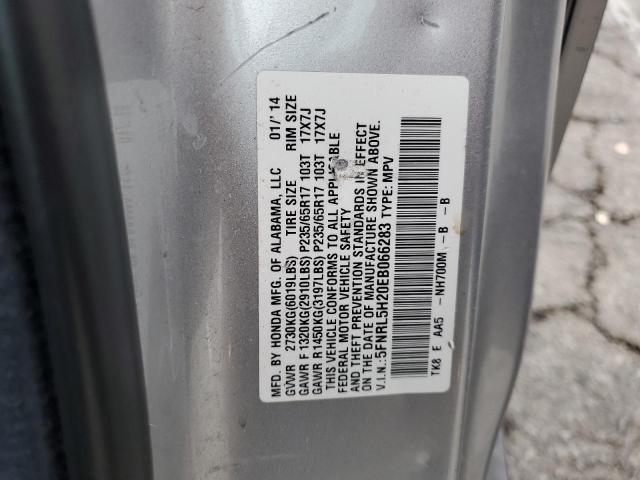 MFD. BY HONDA MFG. OF ALABAMA, LLC 01/'14
GVWR 2730KG(6019LBS) TIRE SIZE RIM SIZE
GAWR F 1320KG(2910LBS) P235/65R17 103T 17X7J
GAWR R 1450KG(3197LBS) P235/65R17 103T 17X7J
THIS VEHICLE CONFORMS TO ALL APPLICABLE
FEDERAL MOTOR VEHICLE SAFETY
AND THEFT PREVENTION STANDARDS IN EFFECT
ON THE DATE OF MANUFACTURE SHOWN ABOVE.
V.I.N.: 5FNRL5H20EB066283 TYPE: MPV
TK8 E AA5 - NH700M - B - B